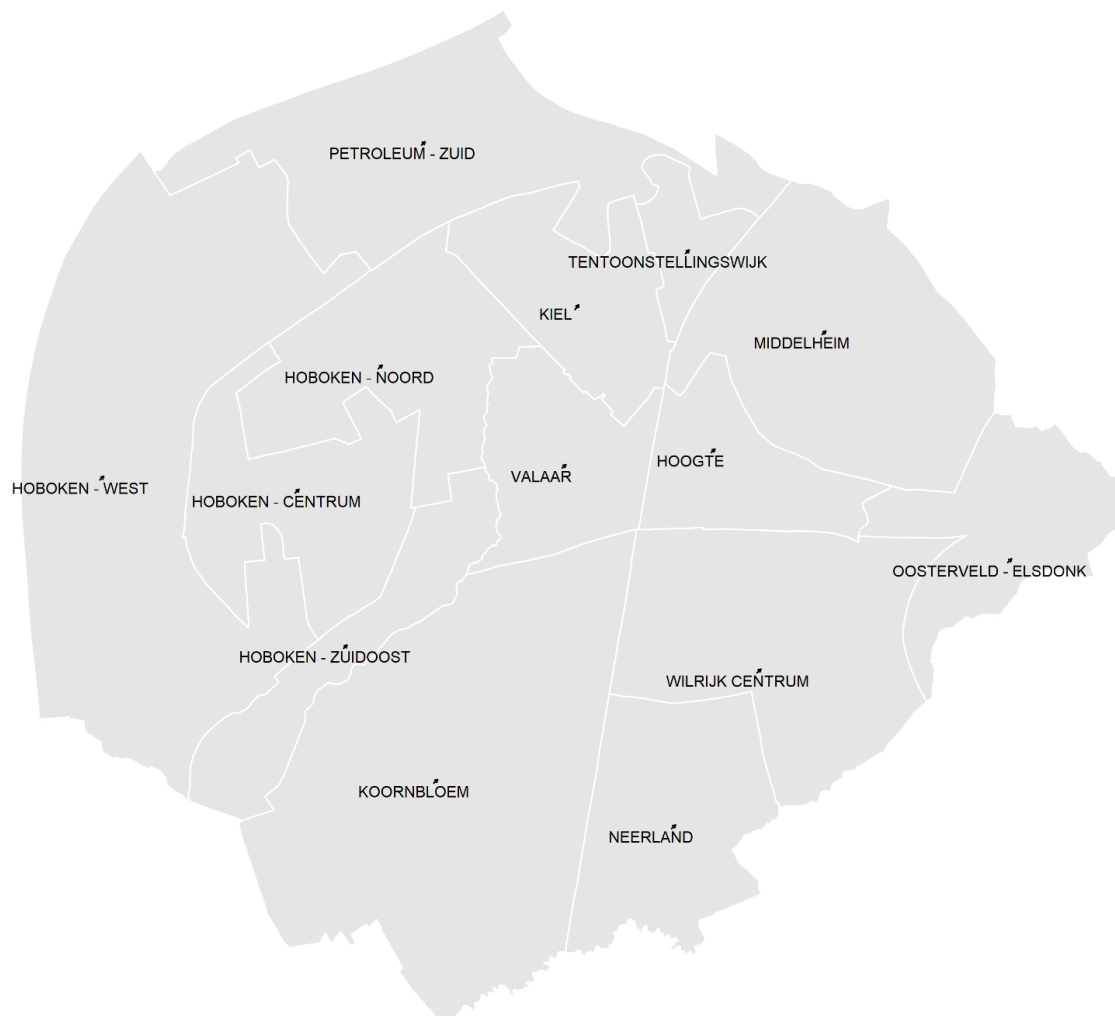 PETROLEUM - ZUID
TENTOONSTELLINGSWIJK
KIEL
MIDDELHEIM
HOBOKEN - NOORD
HOOGTE
VALAAR
HOBOKEN - WEST
HOBOKEN - CENTRUM
OOSTERVELD - ELSDONK
HOBOKEN - ZUIDOOST
WILRIJK CENTRUM
KOORNBLOEM
NEERLAND